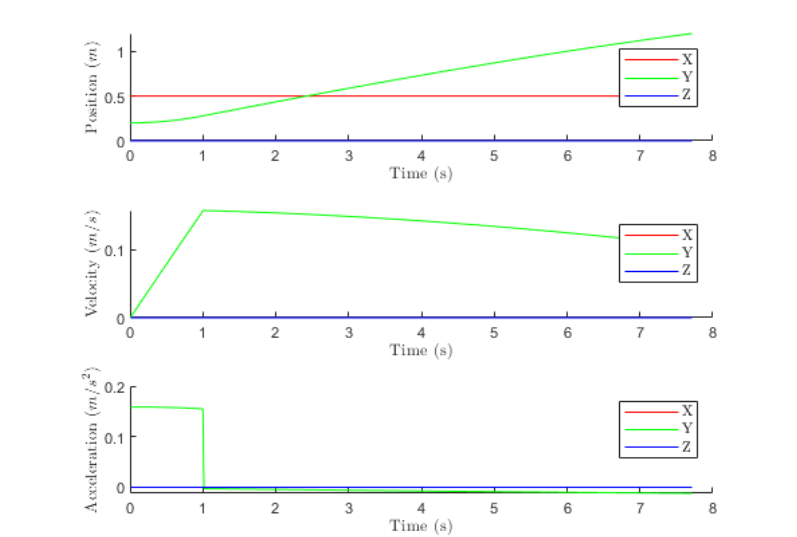 Position (m)
1
0.5
0
X
Y
Z
0 1 2 3 4 5 6 7 8
Time (s)
Velocity (m/s)
0.1
0
X
Y
Z
0 1 2 3 4 5 6 7 8
Time (s)
Acceleration (m/s²)
0.2
0.1
0
X
Y
Z
0 1 2 3 4 5 6 7 8
Time (s)